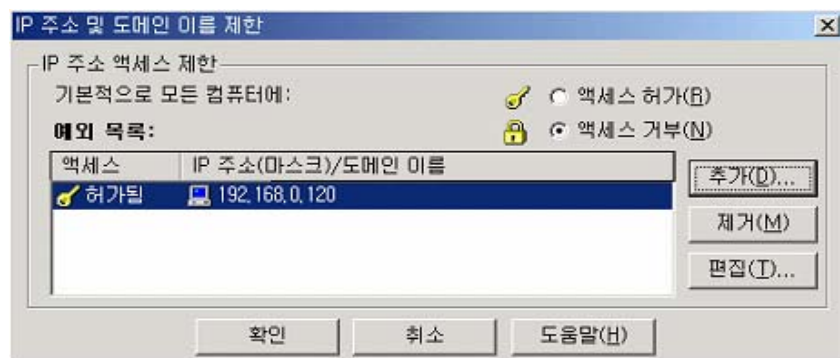 IP 주소 및 도메인 이름 제한
IP 주소 액세스 제한
기본적으로 모든 컴퓨터에:
액세스 허가(R)
예외 목록:
액세스 거부(N)
액세스 IP 주소(마스크)/도메인 이름
허가됨 192.168.0.120
추가(D)...
제거(M)
편집(T)...
확인 취소 도움말(H)